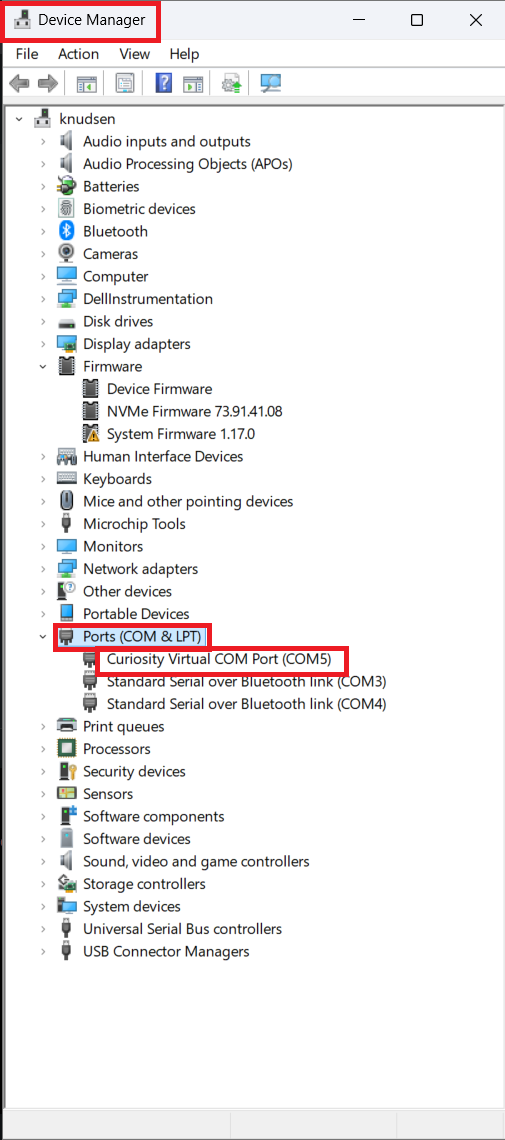 Device Manager
File Action View Help
knudsen
Audio inputs and outputs
Audio Processing Objects (APOs)
Batteries
Biometric devices
Bluetooth
Cameras
Computer
DellInstrumentation
Disk drives
Display adapters
Firmware
Device Firmware
NVMe Firmware 73.91.41.08
System Firmware 1.17.0
Human Interface Devices
Keyboards
Mice and other pointing devices
Microchip Tools
Monitors
Network adapters
Other devices
Portable Devices
Ports (COM & LPT)
Curiosity Virtual COM Port (COM5)
Standard Serial over Bluetooth link (COM3)
Standard Serial over Bluetooth link (COM4)
Print queues
Processors
Security devices
Sensors
Software components
Software devices
Sound, video and game controllers
Storage controllers
System devices
Universal Serial Bus controllers
USB Connector Managers